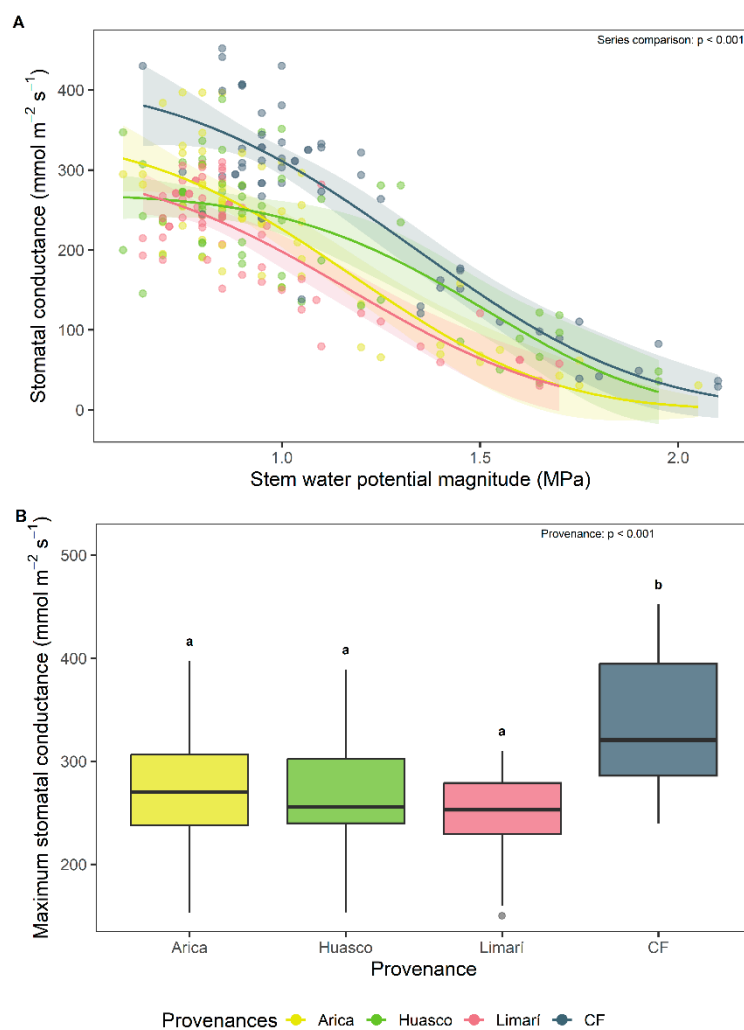 A
Series comparison: p < 0.001
Stomatal conductance (mmol m⁻² s⁻¹)
400
300
200
100
0
1.0 1.5 2.0
Stem water potential magnitude (MPa)
B
Provenance: p < 0.001
Maximum stomatal conductance (mmol m⁻² s⁻¹)
500
400
300
200
a a a b
Arica Huasco Limarí CF
Provenance
Provenances Arica Huasco Limarí CF